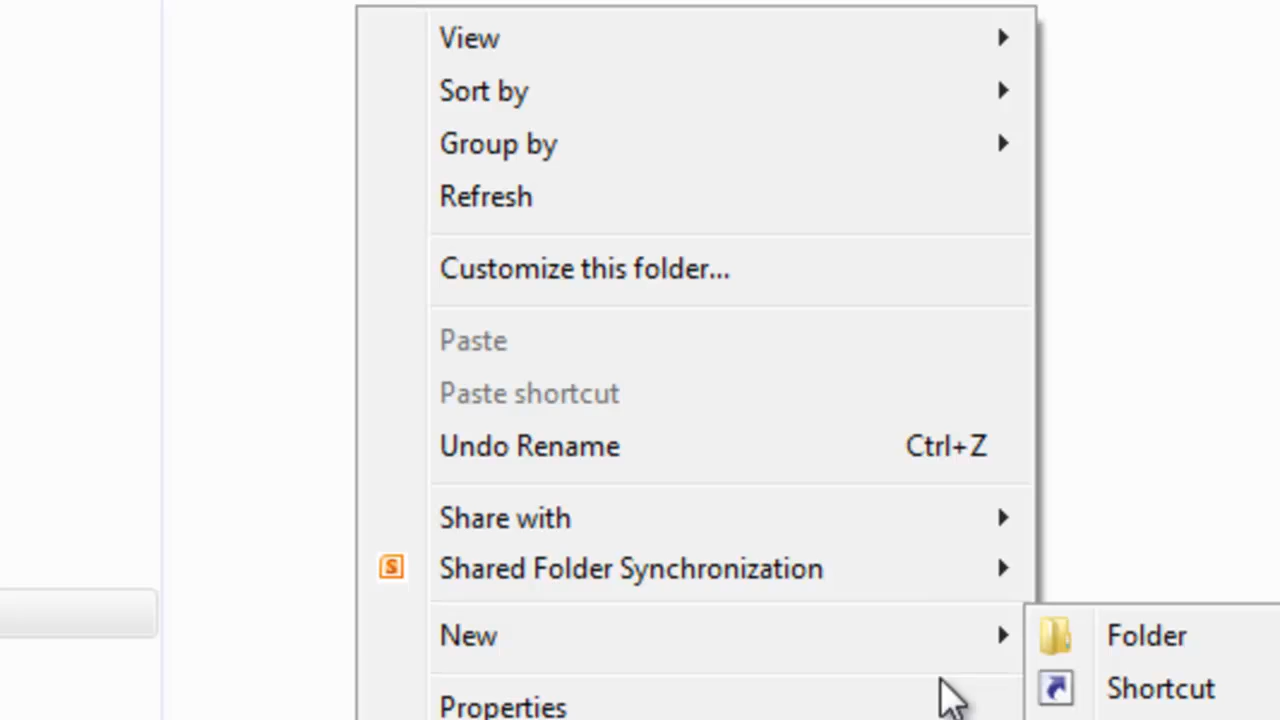 View
Sort by
Group by
Refresh
Customize this folder...
Paste
Paste shortcut
Undo Rename Ctrl+Z
Share with
S Shared Folder Synchronization
New
Folder
Shortcut
Properties